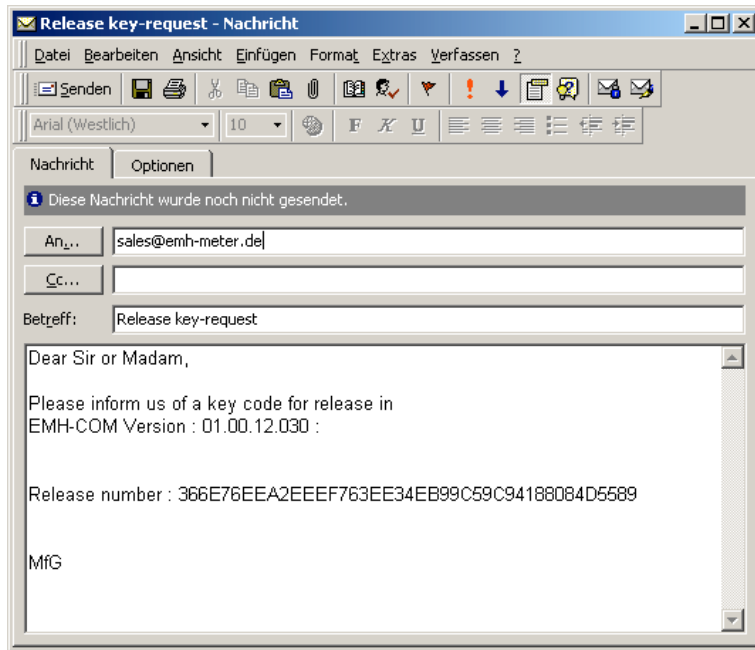 Release key-request - Nachricht
Datei Bearbeiten Ansicht Einfügen Format Extras Verfassen ?
Senden
Arial (Westlich) 10 F K U
Nachricht Optionen
Diese Nachricht wurde noch nicht gesendet.
An... sales@emh-meter.de
Cc...
Betreff: Release key-request
Dear Sir or Madam,
Please inform us of a key code for release in
EMH-COM Version : 01.00.12.030 :
Release number : 366E76EEA2EEEF763EE34EB99C59C94188084D5589
MfG